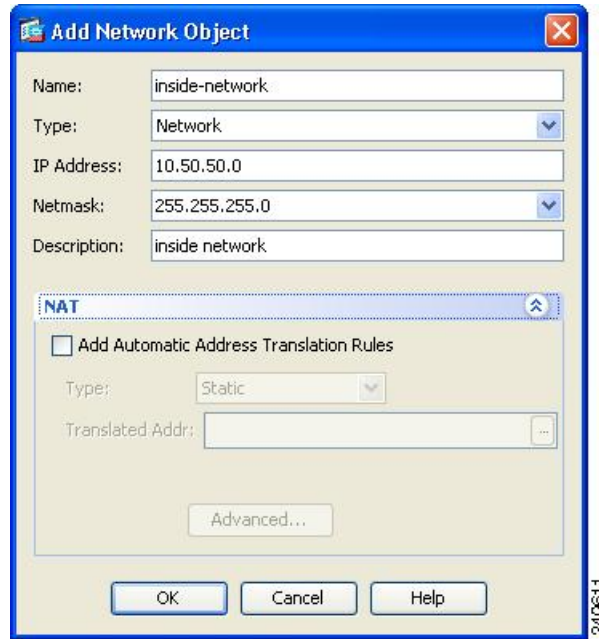 Add Network Object
Name: inside-network
Type: Network
IP Address: 10.50.50.0
Netmask: 255.255.255.0
Description: inside network
NAT
Add Automatic Address Translation Rules
Type: Static
Translated Addr: ...
Advanced...
OK Cancel Help
240611